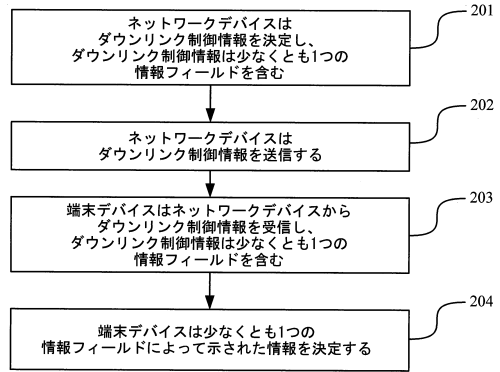 ネットワークデバイスは
ダウンリンク制御情報を決定し、
ダウンリンク制御情報は少なくとも1つの
情報フィールドを含む
201
ネットワークデバイスは
ダウンリンク制御情報を送信する
202
端末デバイスはネットワークデバイスから
ダウンリンク制御情報を受信し、
ダウンリンク制御情報は少なくとも1つの
情報フィールドを含む
203
端末デバイスは少なくとも1つの
情報フィールドによって示された情報を決定する
204